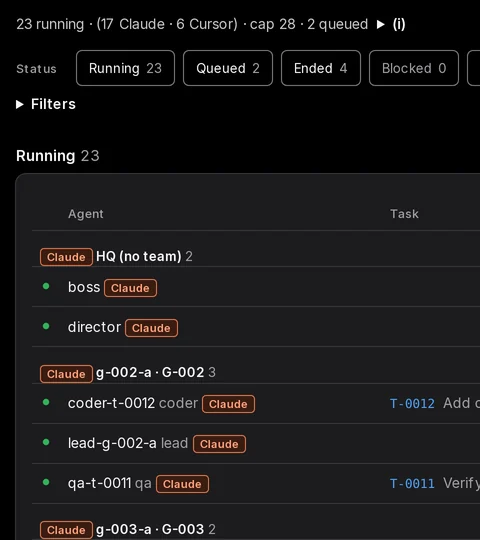 23 running · (17 Claude · 6 Cursor) · cap 28 · 2 queued ▶ (i)
Status Running 23 Queued 2 Ended 4 Blocked 0
▶ Filters
Running 23
Agent Task
Claude HQ (no team) 2
boss Claude
director Claude
Claude g-002-a · G-002 3
coder-t-0012 coder Claude T-0012 Add
lead-g-002-a lead Claude
qa-t-0011 qa Claude T-0011 Verify
Claude g-003-a · G-003 2